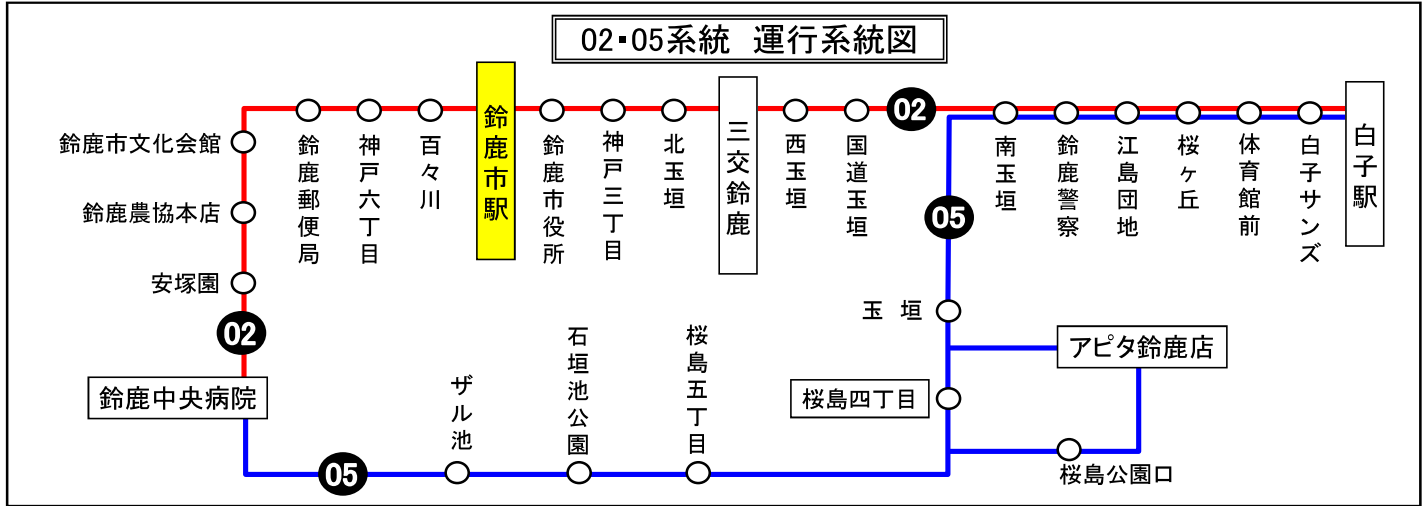 02・05系統 運行系統図
鈴鹿市文化会館
鈴鹿農協本店
安塚園
02
鈴鹿中央病院
鈴鹿郵便局
神戸六丁目
百々川
鈴鹿市駅
鈴鹿市役所
神戸三丁目
北玉垣
三交鈴鹿
西玉垣
国道玉垣
02
南玉垣
鈴鹿警察
江島団地
桜ヶ丘
体育館前
白子サンズ
白子駅
05
玉 垣
アピタ鈴鹿店
桜島四丁目
桜島公園口
05
ザル池
石垣池公園
桜島五丁目